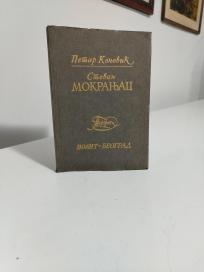 Петар Коњовић
Стеван
МОКРАЊАЦ
НОЛИТ • БЕОГРАД